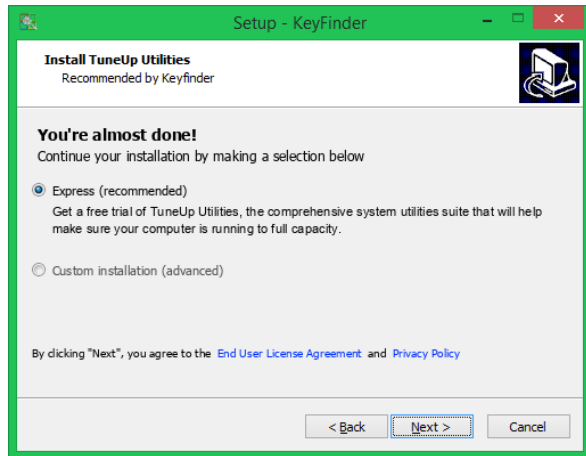 Setup - KeyFinder
Install TuneUp Utilities
Recommended by Keyfinder
You're almost done!
Continue your installation by making a selection below
Express (recommended)
Get a free trial of TuneUp Utilities, the comprehensive system utilities suite that will help
make sure your computer is running to full capacity.
Custom installation (advanced)
By clicking "Next", you agree to the End User License Agreement and Privacy Policy
< Back Next > Cancel